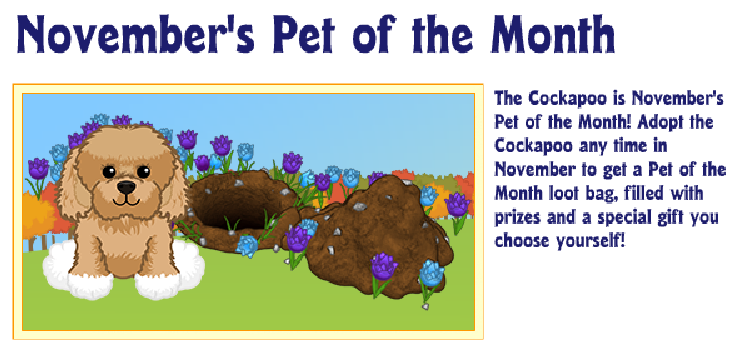 November's Pet of the Month
The Cockapoo is November's
Pet of the Month! Adopt the
Cockapoo any time in
November to get a Pet of the
Month loot bag, filled with
prizes and a special gift you
choose yourself!